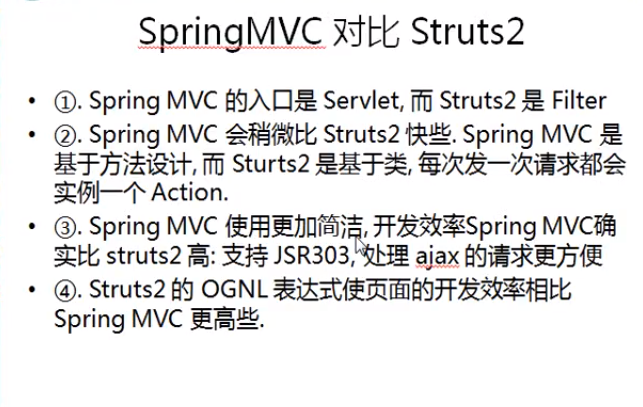 SpringMVC 对比 Struts2
• ①. Spring MVC 的入口是 Servlet, 而 Struts2 是 Filter
• ②. Spring MVC 会稍微比 Struts2 快些. Spring MVC 是
基于方法设计, 而 Sturts2 是基于类, 每次发一次请求都会
实例一个 Action.
• ③. Spring MVC 使用更加简洁, 开发效率Spring MVC确
实比 struts2 高: 支持 JSR303, 处理 ajax 的请求更方便
• ④. Struts2 的 OGNL 表达式使页面的开发效率相比
Spring MVC 更高些.